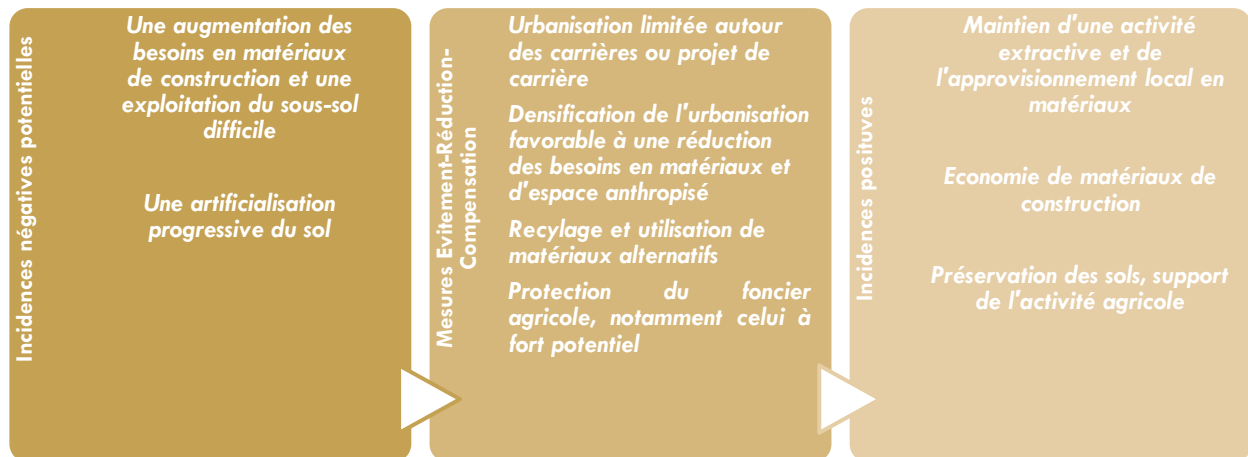 Incidences négatives potentielles
Une augmentation des
besoins en matériaux
de construction et une
exploitation du sous-sol
difficile
Une artificialisation
progressive du sol
Mesures Evitement-Réduction-
Compensation
Urbanisation limitée autour
des carrières ou projet de
carrière
Densification de l'urbanisation
favorable à une réduction
des besoins en matériaux et
d'espace anthropisé
Recylage et utilisation de
matériaux alternatifs
Protection du foncier
agricole, notamment celui à
fort potentiel
Incidences posituves
Maintien d'une activité
extractive et de
l'approvisionnement local en
matériaux
Economie de matériaux de
construction
Préservation des sols, support
de l'activité agricole